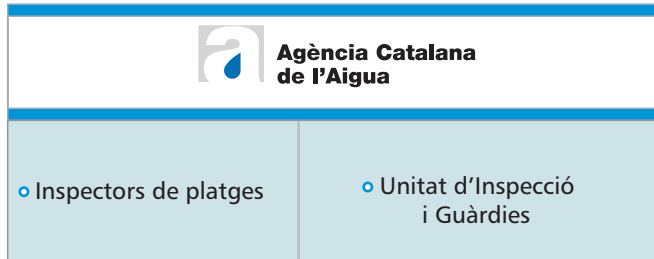 Agència Catalana
de l'Aigua
Inspectors de platges
Unitat d'Inspecció
i Guàrdies